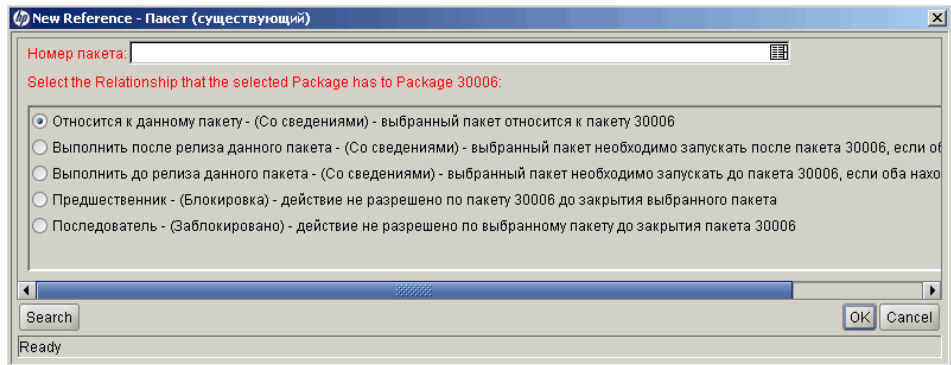 hp New Reference - Пакет (существующий)
Номер пакета:
Select the Relationship that the selected Package has to Package 30006:
Относится к данному пакету - (Со сведениями) - выбранный пакет относится к пакету 30006
Выполнить после релиза данного пакета - (Со сведениями) - выбранный пакет необходимо запускать после пакета 30006, если
Выполнить до релиза данного пакета - (Со сведениями) - выбранный пакет необходимо запускать до пакета 30006, если оба нахо
Предшественник - (Блокировка) - действие не разрешено по пакету 30006 до закрытия выбранного пакета
Последователь - (Заблокировано) - действие не разрешено по выбранному пакету до закрытия пакета 30006
Search OK Cancel
Ready